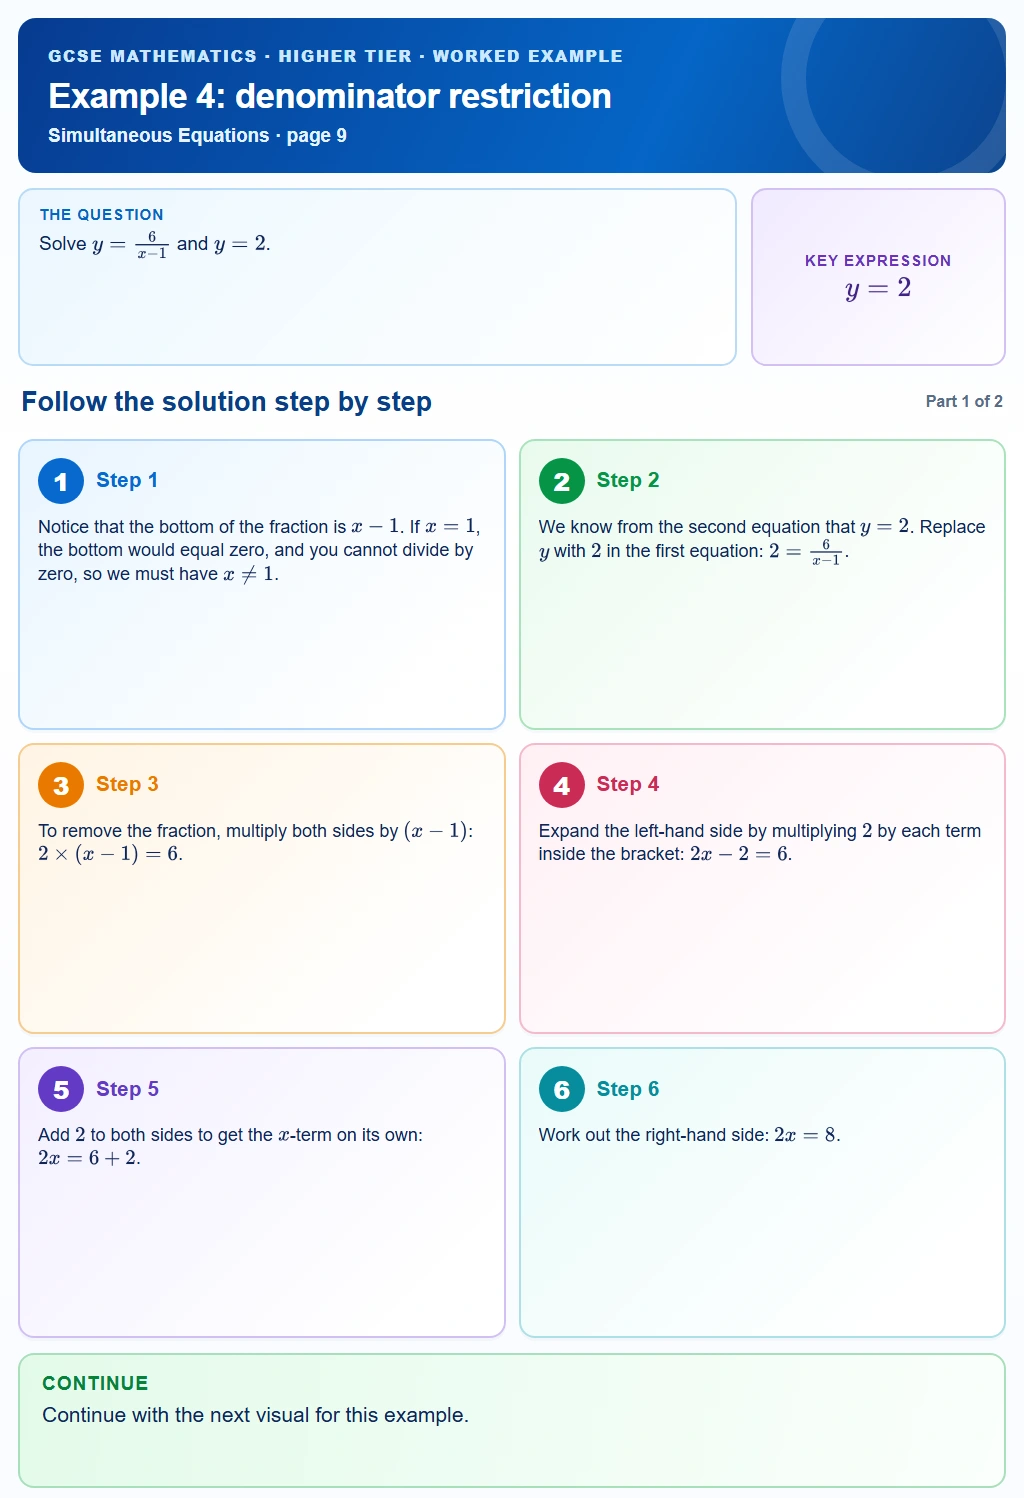 GCSE MATHEMATICS · HIGHER TIER · WORKED EXAMPLE
Example 4: denominator restriction
Simultaneous Equations · page 9
THE QUESTION
Solve y = 6/(x−1) and y = 2.
KEY EXPRESSION
y = 2
Follow the solution step by step
Part 1 of 2
1 Step 1
Notice that the bottom of the fraction is x − 1. If x = 1,
the bottom would equal zero, and you cannot divide by
zero, so we must have x ≠ 1.
2 Step 2
We know from the second equation that y = 2. Replace
y with 2 in the first equation: 2 = 6/(x−1).
3 Step 3
To remove the fraction, multiply both sides by (x − 1):
2 × (x − 1) = 6.
4 Step 4
Expand the left-hand side by multiplying 2 by each term
inside the bracket: 2x − 2 = 6.
5 Step 5
Add 2 to both sides to get the x-term on its own:
2x = 6 + 2.
6 Step 6
Work out the right-hand side: 2x = 8.
CONTINUE
Continue with the next visual for this example.